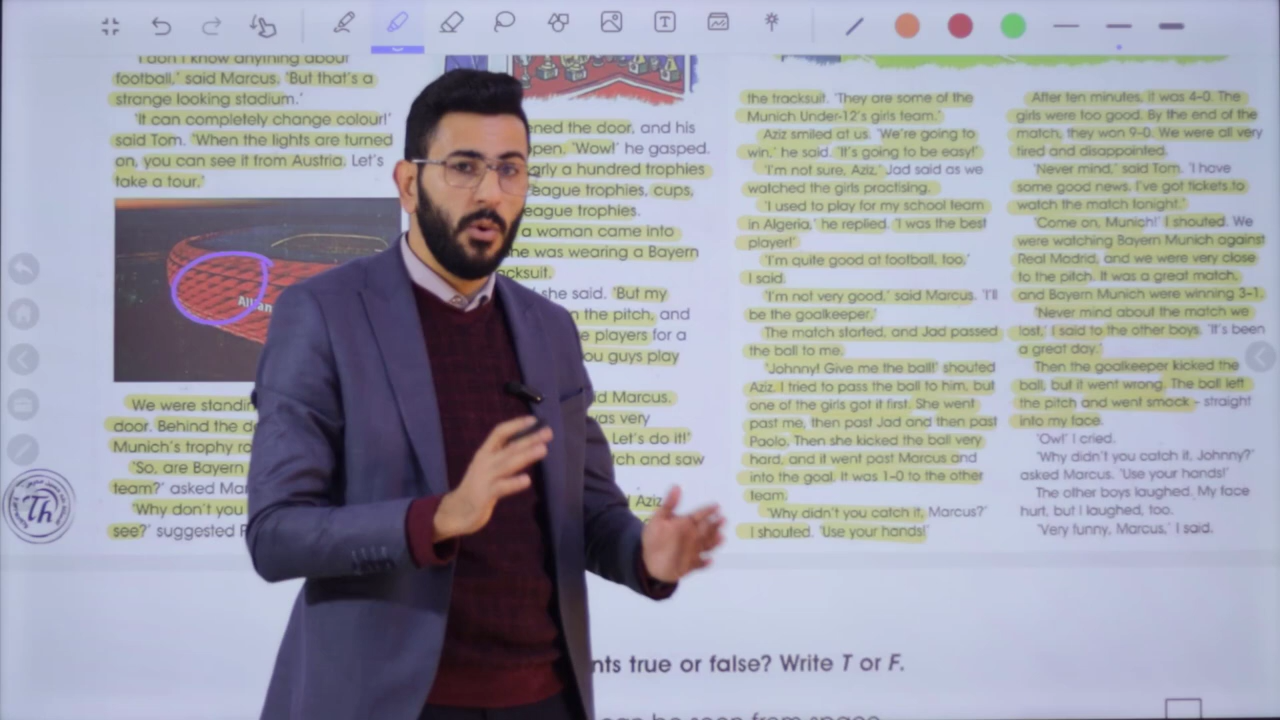 I don't know anything about
football,' said Marcus. 'But that's a
strange looking stadium.'
'It can completely change colour!'
said Tom. 'When the lights are turned
on, you can see it from Austria. Let's
take a tour.'
Allian
We were standin
door. Behind the d
Munich's trophy ro
'So, are Bayern
team?' asked Mar
'Why don't you
see?' suggested
ened the door, and his
open. 'Wow!' he gasped.
arly a hundred trophies
eague trophies, cups,
eague trophies.
a woman came into
he was wearing a Bayern
acksuit.
she said. 'But my
n the pitch, and
e players for a
ou guys play
id Marcus.
as very
Let's do it!'
tch and saw
Aziz
the tracksuit. 'They are some of the
Munich Under-12's girls team.'
Aziz smiled at us. 'We're going to
win,' he said. 'It's going to be easy!'
'I'm not sure, Aziz,' Jad said as we
watched the girls practising.
'I used to play for my school team
in Algeria,' he replied. 'I was the best
player!'
'I'm quite good at football, too.'
I said.
'I'm not very good,' said Marcus. 'I'll
be the goalkeeper.'
The match started, and Jad passed
the ball to me.
'Johnny! Give me the ball!' shouted
Aziz. I tried to pass the ball to him, but
one of the girls got it first. She went
past me, then past Jad and then past
Paolo. Then she kicked the ball very
hard, and it went past Marcus and
into the goal. It was 1–0 to the other
team.
'Why didn't you catch it, Marcus?'
I shouted. 'Use your hands!'
After ten minutes, it was 4–0. The
girls were too good. By the end of the
match, they won 9–0. We were all very
tired and disappointed.
'Never mind,' said Tom. 'I have
some good news. I've got tickets to
watch the match tonight.'
'Come on, Munich!' I shouted. We
were watching Bayern Munich against
Real Madrid, and we were very close
to the pitch. It was a great match,
and Bayern Munich were winning 3–1.
'Never mind about the match we
lost,' I said to the other boys. 'It's been
a great day.'
Then the goalkeeper kicked the
ball, but it went wrong. The ball left
the pitch and went smack – straight
into my face.
'Ow!' I cried.
'Why didn't you catch it, Johnny?'
asked Marcus. 'Use your hands!'
The other boys laughed. My face
hurt, but I laughed, too.
'Very funny, Marcus,' I said.
nts true or false? Write T or F.
can be seen from space
Th